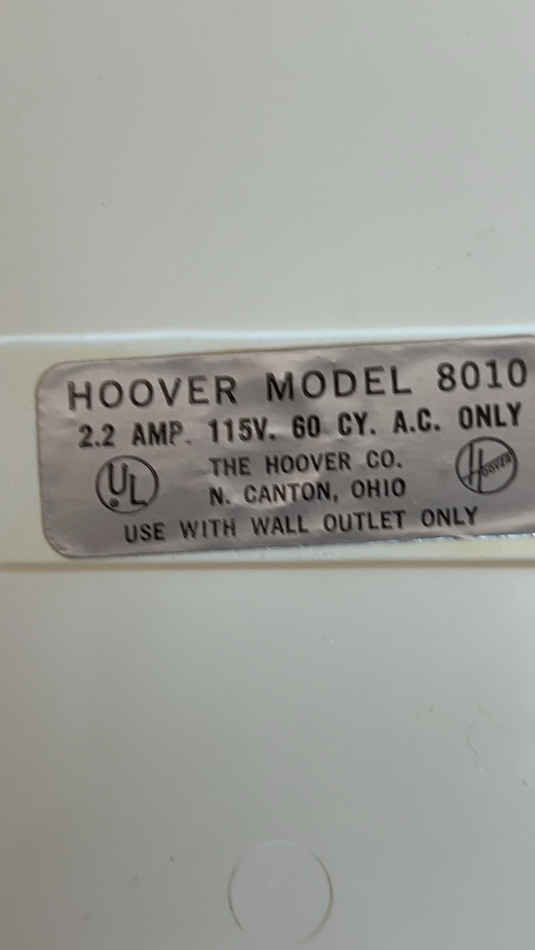 HOOVER MODEL 8010
2.2 AMP. 115V. 60 CY. A.C. ONLY
UL
THE HOOVER CO.
HOOVER
N. CANTON, OHIO
USE WITH WALL OUTLET ONLY